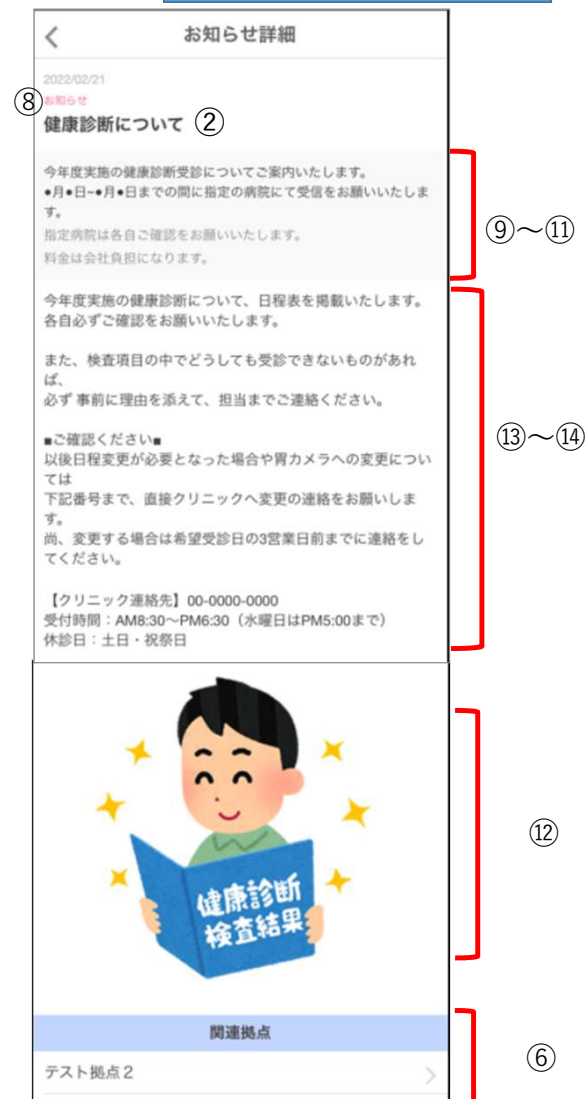 お知らせ詳細
2022/02/21
⑧ お知らせ
健康診断について ②
今年度実施の健康診断受診についてご案内いたします。
●月●日~●月●日までの間に指定の病院にて受信をお願いいたしま
す。
指定病院は各自ご確認をお願いいたします。
料金は会社負担になります。
⑨～⑪
今年度実施の健康診断について、日程表を掲載いたします。
各自必ずご確認をお願いいたします。
また、検査項目の中でどうしても受診できないものがあれ
ば、
必ず 事前に理由を添えて、担当までご連絡ください。
■ご確認ください■
以後日程変更が必要となった場合や胃カメラへの変更につい
ては
下記番号まで、直接クリニックへ変更の連絡をお願いしま
す。
尚、変更する場合は希望受診日の3営業日前までに連絡をし
てください。
【クリニック連絡先】00-0000-0000
受付時間：AM8:30～PM6:30（水曜日はPM5:00まで）
休診日：土日・祝祭日
⑬～⑭
健康診断
検査結果
⑫
関連拠点
テスト拠点２
⑥